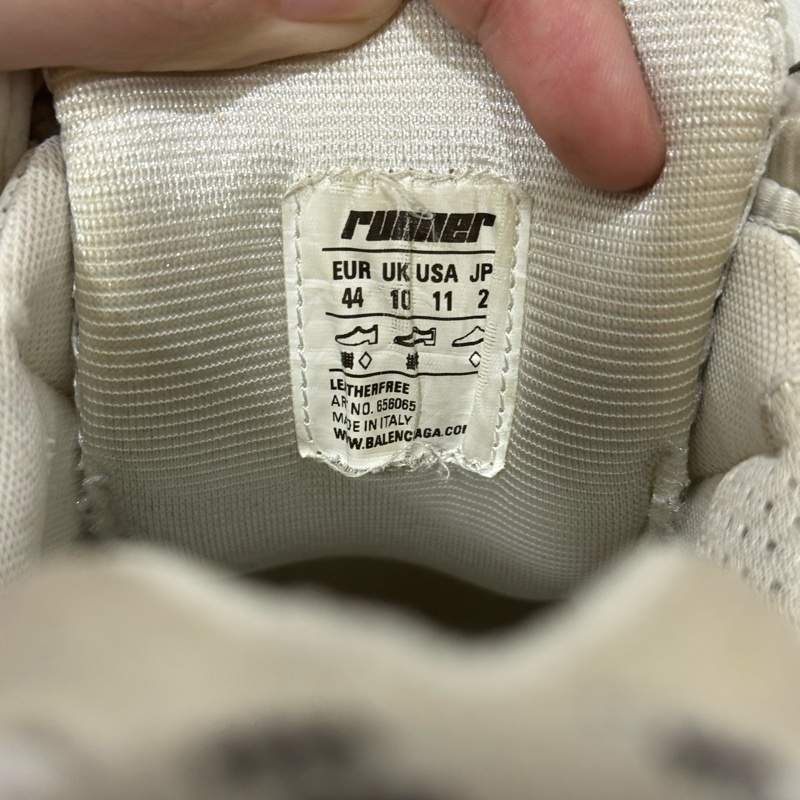 runner
EUR UK USA JP
44 10 11 2
LEATHERFREE
ART NO. 656065
MADE IN ITALY
WWW.BALENCIAGA.COM